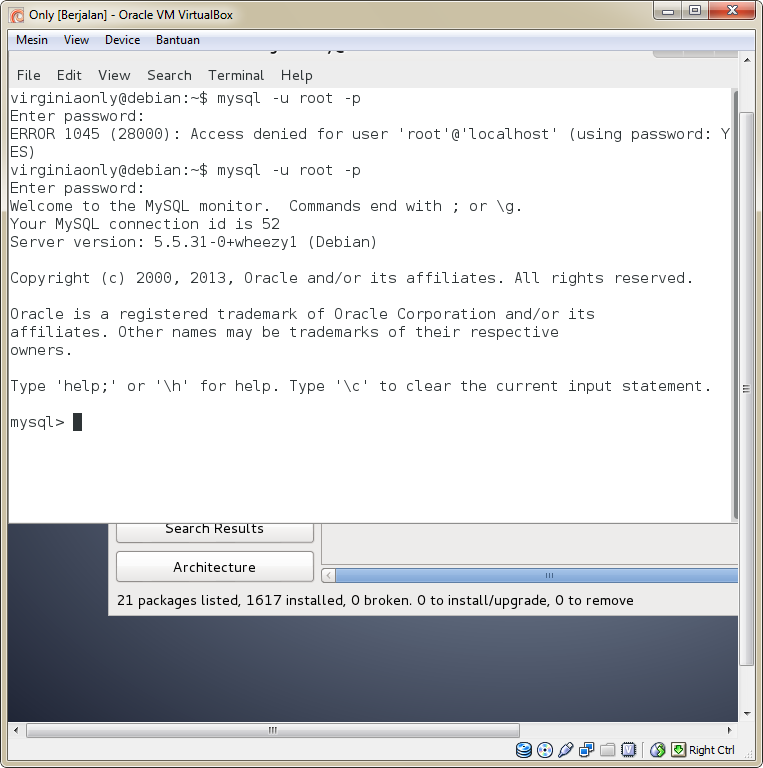 Only [Berjalan] - Oracle VM VirtualBox
Mesin View Device Bantuan
File Edit View Search Terminal Help
virginiaonly@debian:~$ mysql -u root -p
Enter password:
ERROR 1045 (28000): Access denied for user 'root'@'localhost' (using password: Y
ES)
virginiaonly@debian:~$ mysql -u root -p
Enter password:
Welcome to the MySQL monitor.  Commands end with ; or \g.
Your MySQL connection id is 52
Server version: 5.5.31-0+wheezy1 (Debian)
Copyright (c) 2000, 2013, Oracle and/or its affiliates. All rights reserved.
Oracle is a registered trademark of Oracle Corporation and/or its
affiliates. Other names may be trademarks of their respective
owners.
Type 'help;' or '\h' for help. Type '\c' to clear the current input statement.
mysql>
Search Results
Architecture
21 packages listed, 1617 installed, 0 broken. 0 to install/upgrade, 0 to remove
Right Ctrl